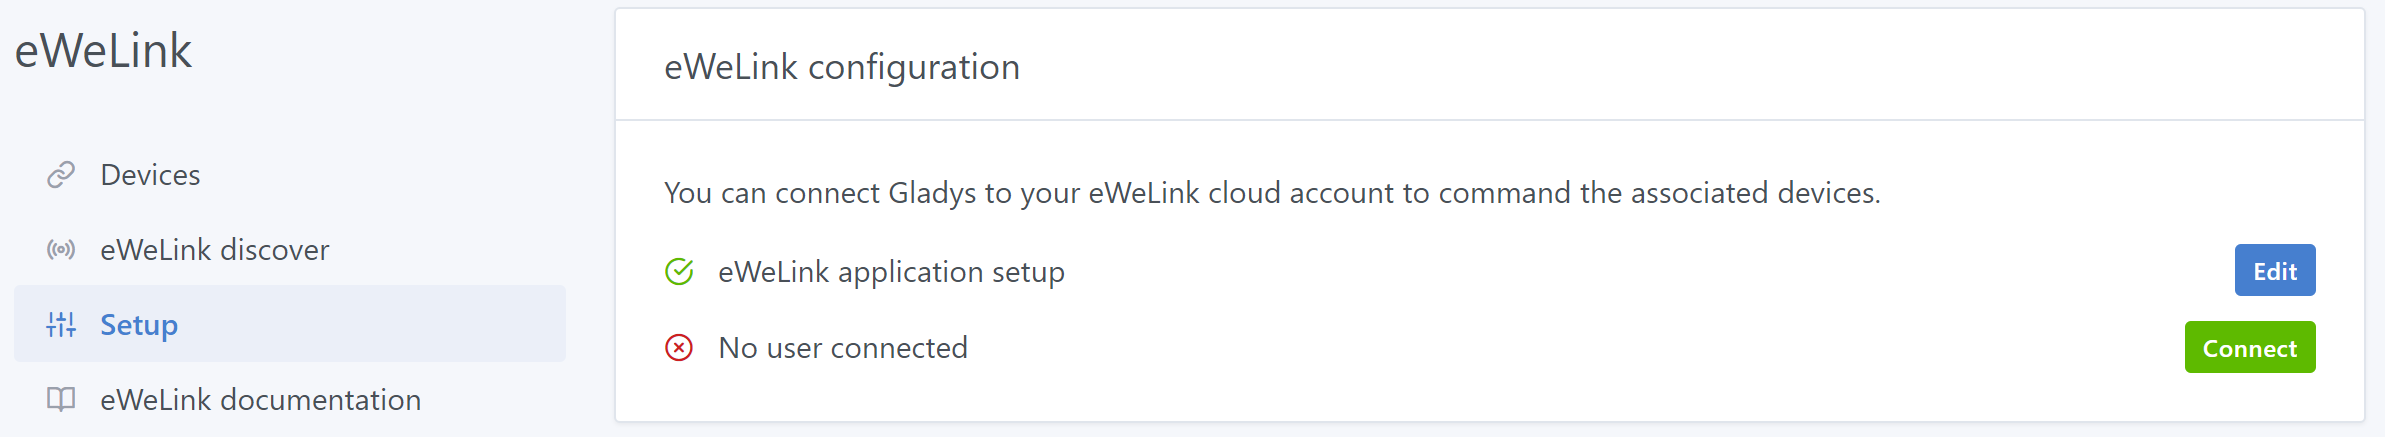 eWeLink
Devices
eWeLink discover
Setup
eWeLink documentation
eWeLink configuration
You can connect Gladys to your eWeLink cloud account to command the associated devices.
eWeLink application setup
Edit
No user connected
Connect